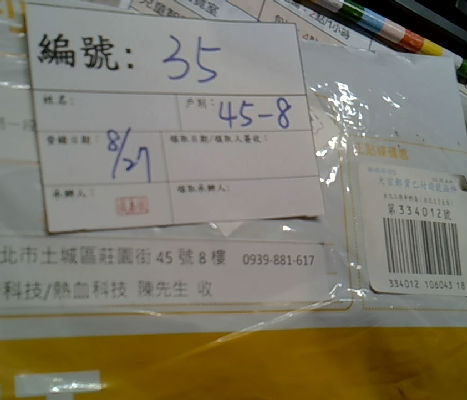 編號: 35
姓名:
戶別: 45-8
登錄日期: 8/27
領取日期/領取人簽收:
承辦人:
領取承辦人:
第334012號
334012 106043 18
北市土城區莊園街45號8樓 0939-881-617
科技/熱血科技 陳先生 收